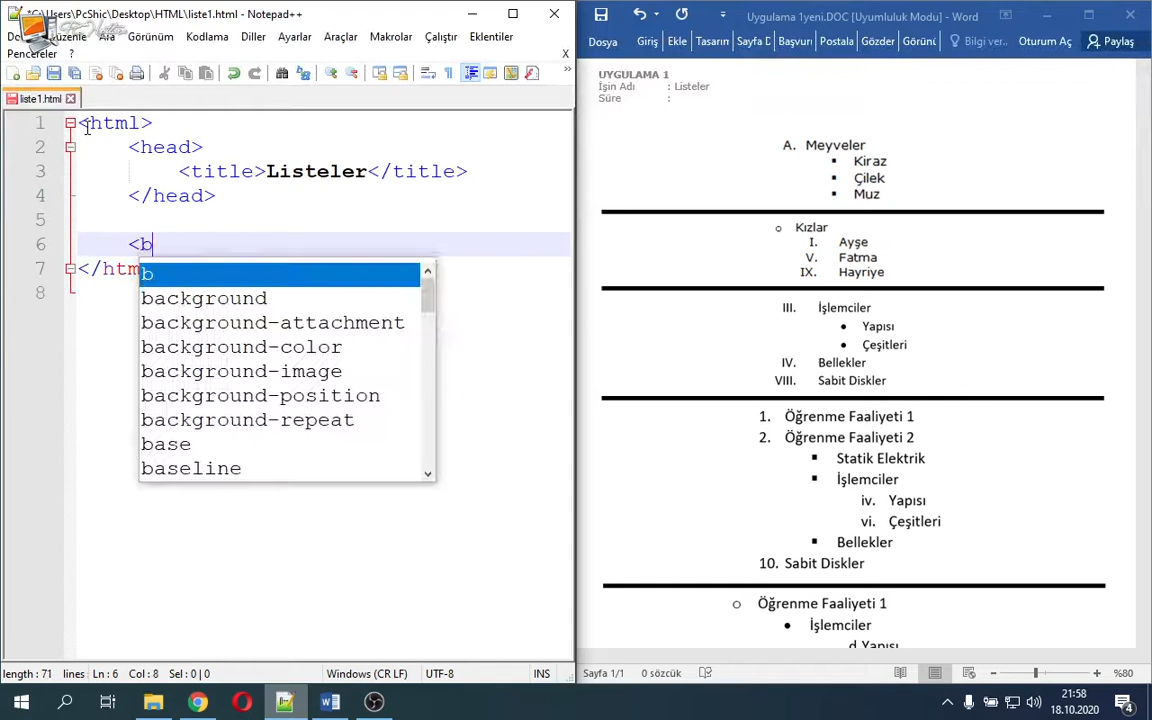 *C:\Users\PcShic\Desktop\HTML\liste1.html - Notepad++
Ara Görünüm Kodlama Diller Ayarlar Araçlar Makrolar Çalıştır Eklentiler
Pencereler ? X
liste1.html
1 <html>
2 <head>
3 <title>Listeler</title>
4 </head>
5
6 <b
7 </htm
8
b
background
background-attachment
background-color
background-image
background-position
background-repeat
base
baseline
length : 71 lines Ln : 6 Col : 8 Sel : 0 | 0 Windows (CR LF) UTF-8 INS
Uygulama 1yeni.DOC [Uyumluluk Modu] - Word
Dosya Giriş Ekle Tasarın Sayfa D Başvuru Postala Gözder Görünü Bilgi ver.. Oturum Aç Paylaş
UYGULAMA 1
İşin Adı : Listeler
Süre :
A. Meyveler
▪ Kiraz
▪ Çilek
▪ Muz
o Kızlar
I. Ayşe
V. Fatma
IX. Hayriye
III. İşlemciler
• Yapısı
• Çeşitleri
IV. Bellekler
VIII. Sabit Diskler
1. Öğrenme Faaliyeti 1
2. Öğrenme Faaliyeti 2
▪ Statik Elektrik
▪ İşlemciler
iv. Yapısı
vi. Çeşitleri
▪ Bellekler
10. Sabit Diskler
o Öğrenme Faaliyeti 1
• İşlemciler
d Yapısı
Sayfa 1/1 0 sözcük %80
21:58
18.10.2020
4